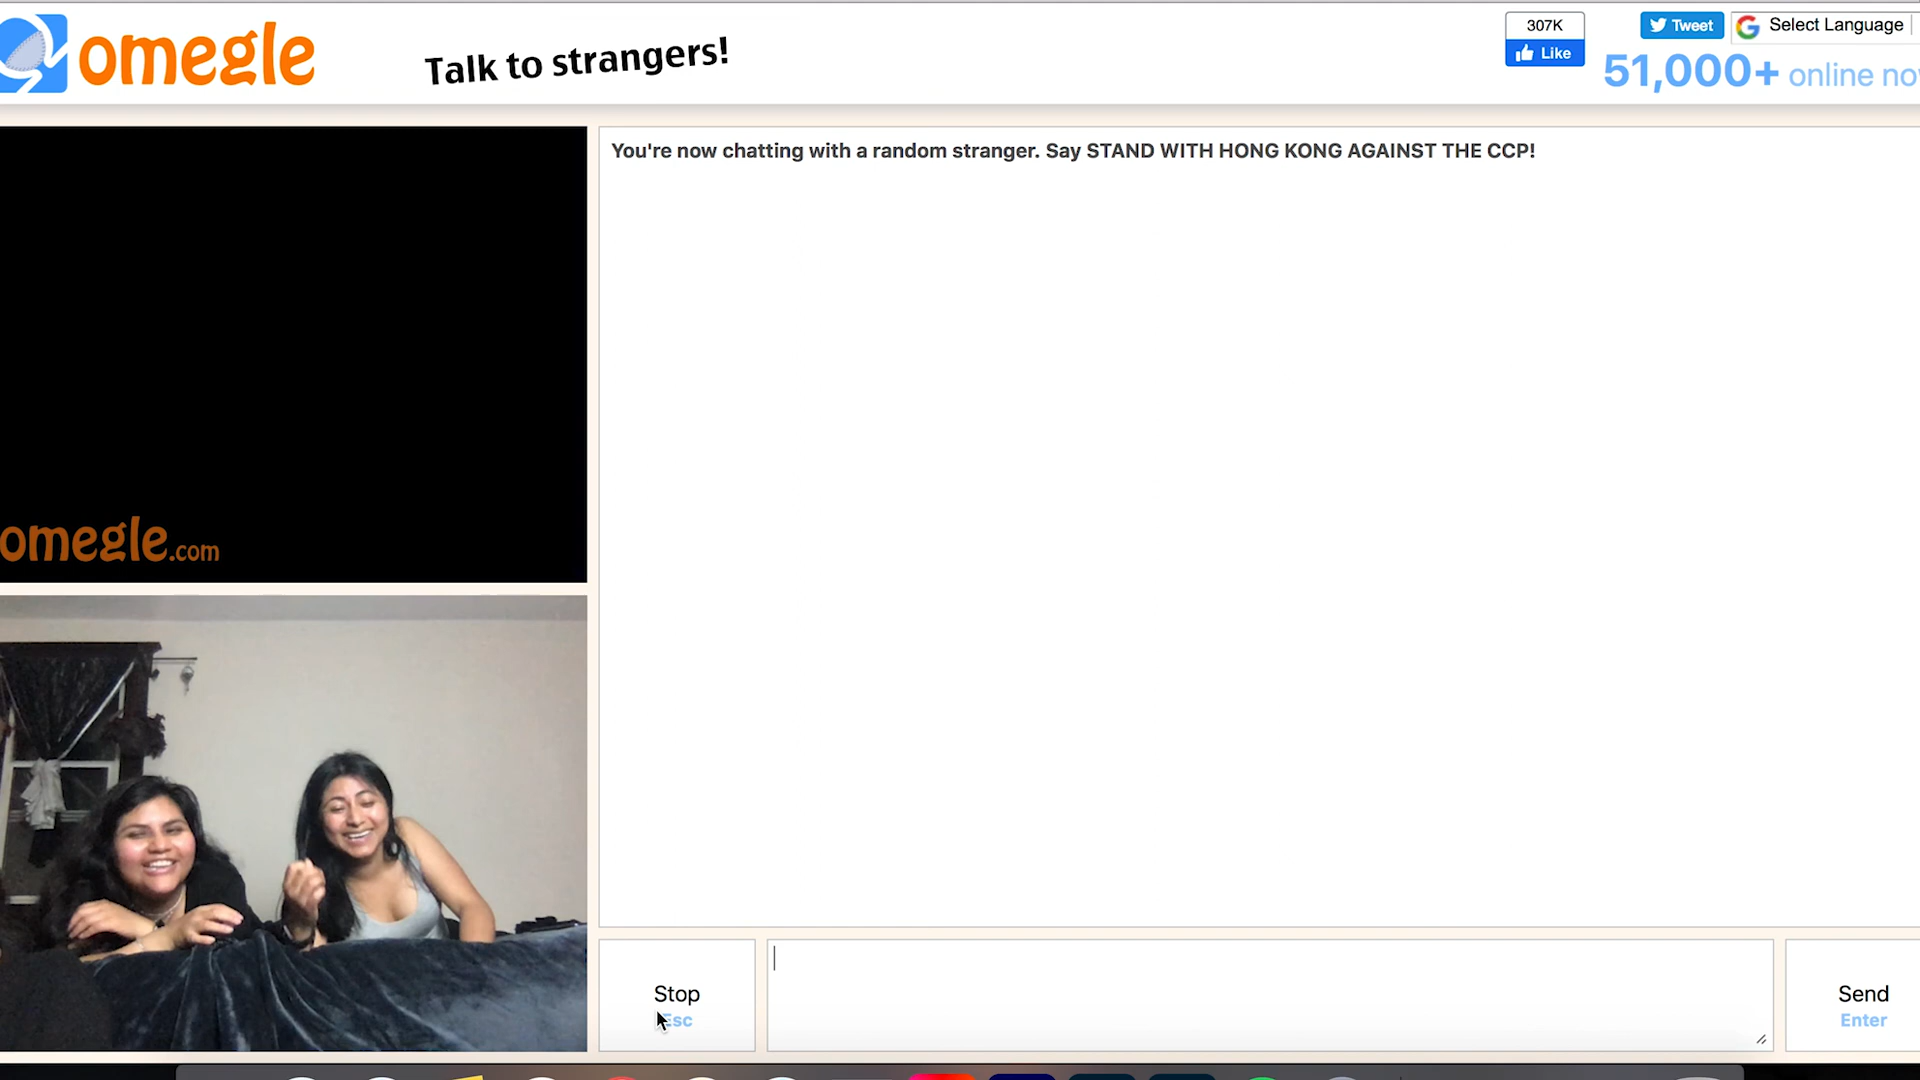 omegle
Talk to strangers!
307K
Like
Tweet
Select Language
51,000+ online no
You're now chatting with a random stranger. Say STAND WITH HONG KONG AGAINST THE CCP!
omegle.com
Stop
Esc
Send
Enter